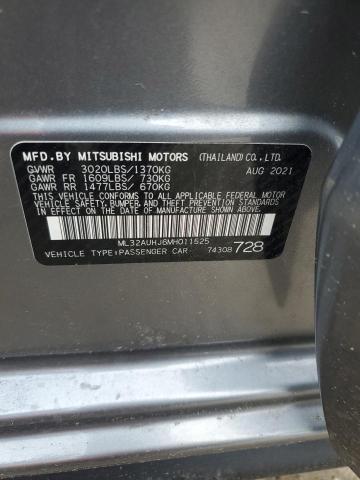 MFD.BY MITSUBISHI MOTORS (THAILAND)CO.,LTD.
GVWR 3020LBS/1370KG AUG 2021
GAWR FR 1609LBS/ 730KG
GAWR RR 1477LBS/ 670KG
THIS VEHICLE CONFORMS TO ALL APPLICABLE FEDERAL MOTOR
VEHICLE SAFETY, BUMPER, AND THEFT PREVENTION STANDARDS
IN EFFECT ON THE DATE OF MANUFACTURE SHOWN ABOVE.
ML32AUHJ6MH011525
VEHICLE TYPE:PASSENGER CAR 7430B 728